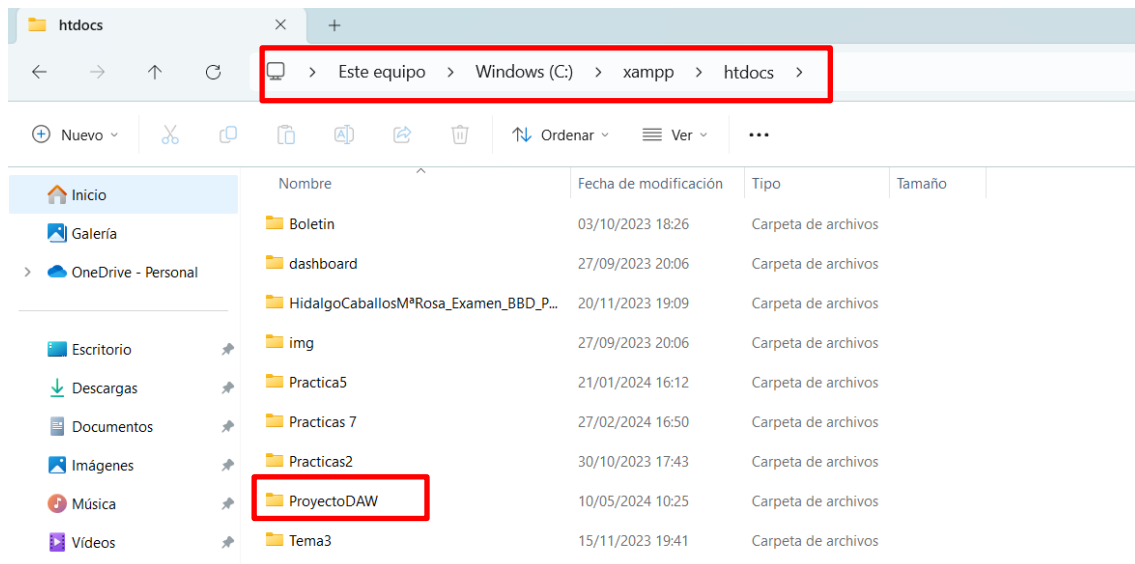 htdocs
Este equipo > Windows (C:) > xampp > htdocs >
Nuevo Ordenar Ver
Inicio
Galería
OneDrive - Personal
Escritorio
Descargas
Documentos
Imágenes
Música
Vídeos
Nombre Fecha de modificación Tipo Tamaño
Boletin 03/10/2023 18:26 Carpeta de archivos
dashboard 27/09/2023 20:06 Carpeta de archivos
HidalgoCaballosMªRosa_Examen_BBD_P... 20/11/2023 19:09 Carpeta de archivos
img 27/09/2023 20:06 Carpeta de archivos
Practica5 21/01/2024 16:12 Carpeta de archivos
Practicas 7 27/02/2024 16:50 Carpeta de archivos
Practicas2 30/10/2023 17:43 Carpeta de archivos
ProyectoDAW 10/05/2024 10:25 Carpeta de archivos
Tema3 15/11/2023 19:41 Carpeta de archivos